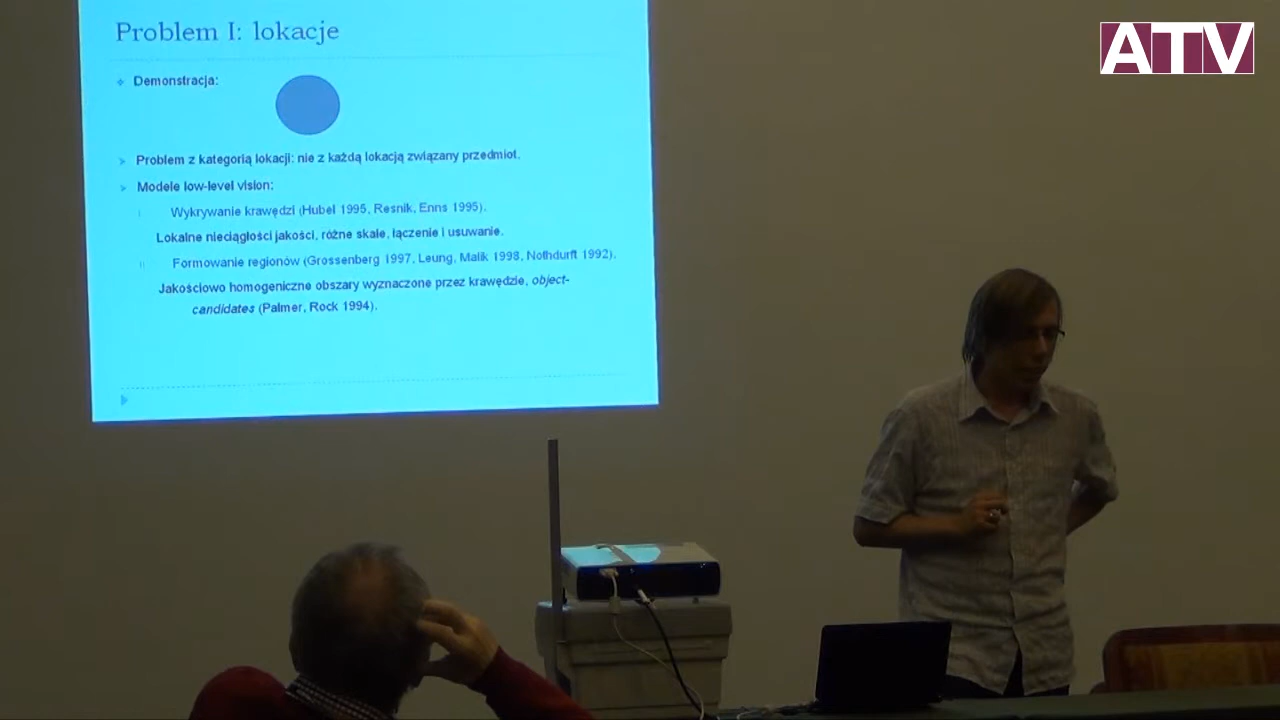 ATV
Problem I: lokacje
Demonstracja:
Problem z kategorią lokacji: nie z każdą lokacją związany przedmiot.
Modele low-level vision:
I. Wykrywanie krawędzi (Hubel 1995, Resnik, Enns 1995).
Lokalne nieciągłości jakości, różne skale, łączenie i usuwanie.
II. Formowanie regionów (Grossenberg 1997, Leung, Malik 1998, Nothdurft 1992).
Jakościowo homogeniczne obszary wyznaczone przez krawędzie, object-
candidates (Palmer, Rock 1994).